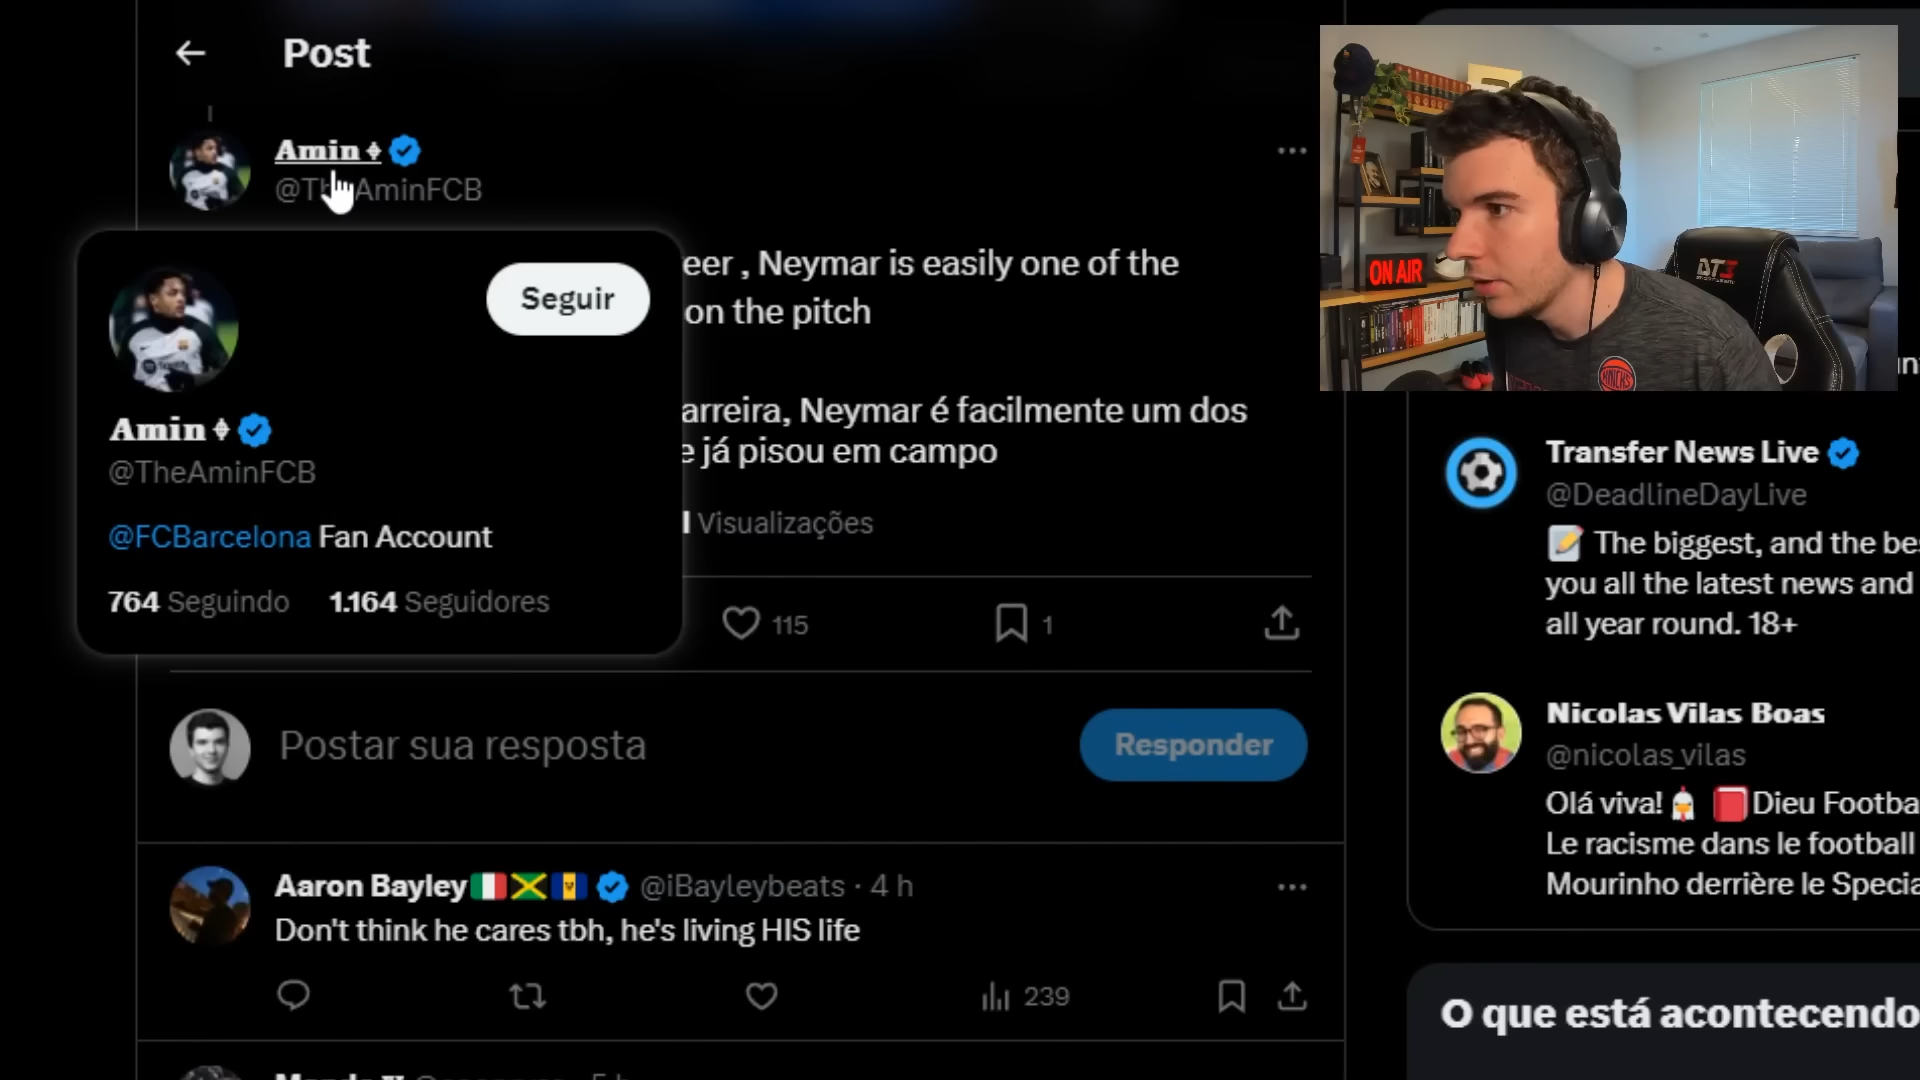 Post
Amin
@TheAminFCB
eer , Neymar is easily one of the
on the pitch
arreira, Neymar é facilmente um dos
e já pisou em campo
Visualizações
Seguir
Amin
@TheAminFCB
@FCBarcelona Fan Account
764 Seguindo 1.164 Seguidores
115
1
Postar sua resposta
Responder
Aaron Bayley @iBayleybeats · 4 h
Don't think he cares tbh, he's living HIS life
239
ON AIR
DT3
KNICKS
Transfer News Live
@DeadlineDayLive
📝 The biggest, and the bes
you all the latest news and
all year round. 18+
Nicolas Vilas Boas
@nicolas_vilas
Olá viva!🐔 📕Dieu Footba
Le racisme dans le football
Mourinho derrière le Specia
O que está acontecendo